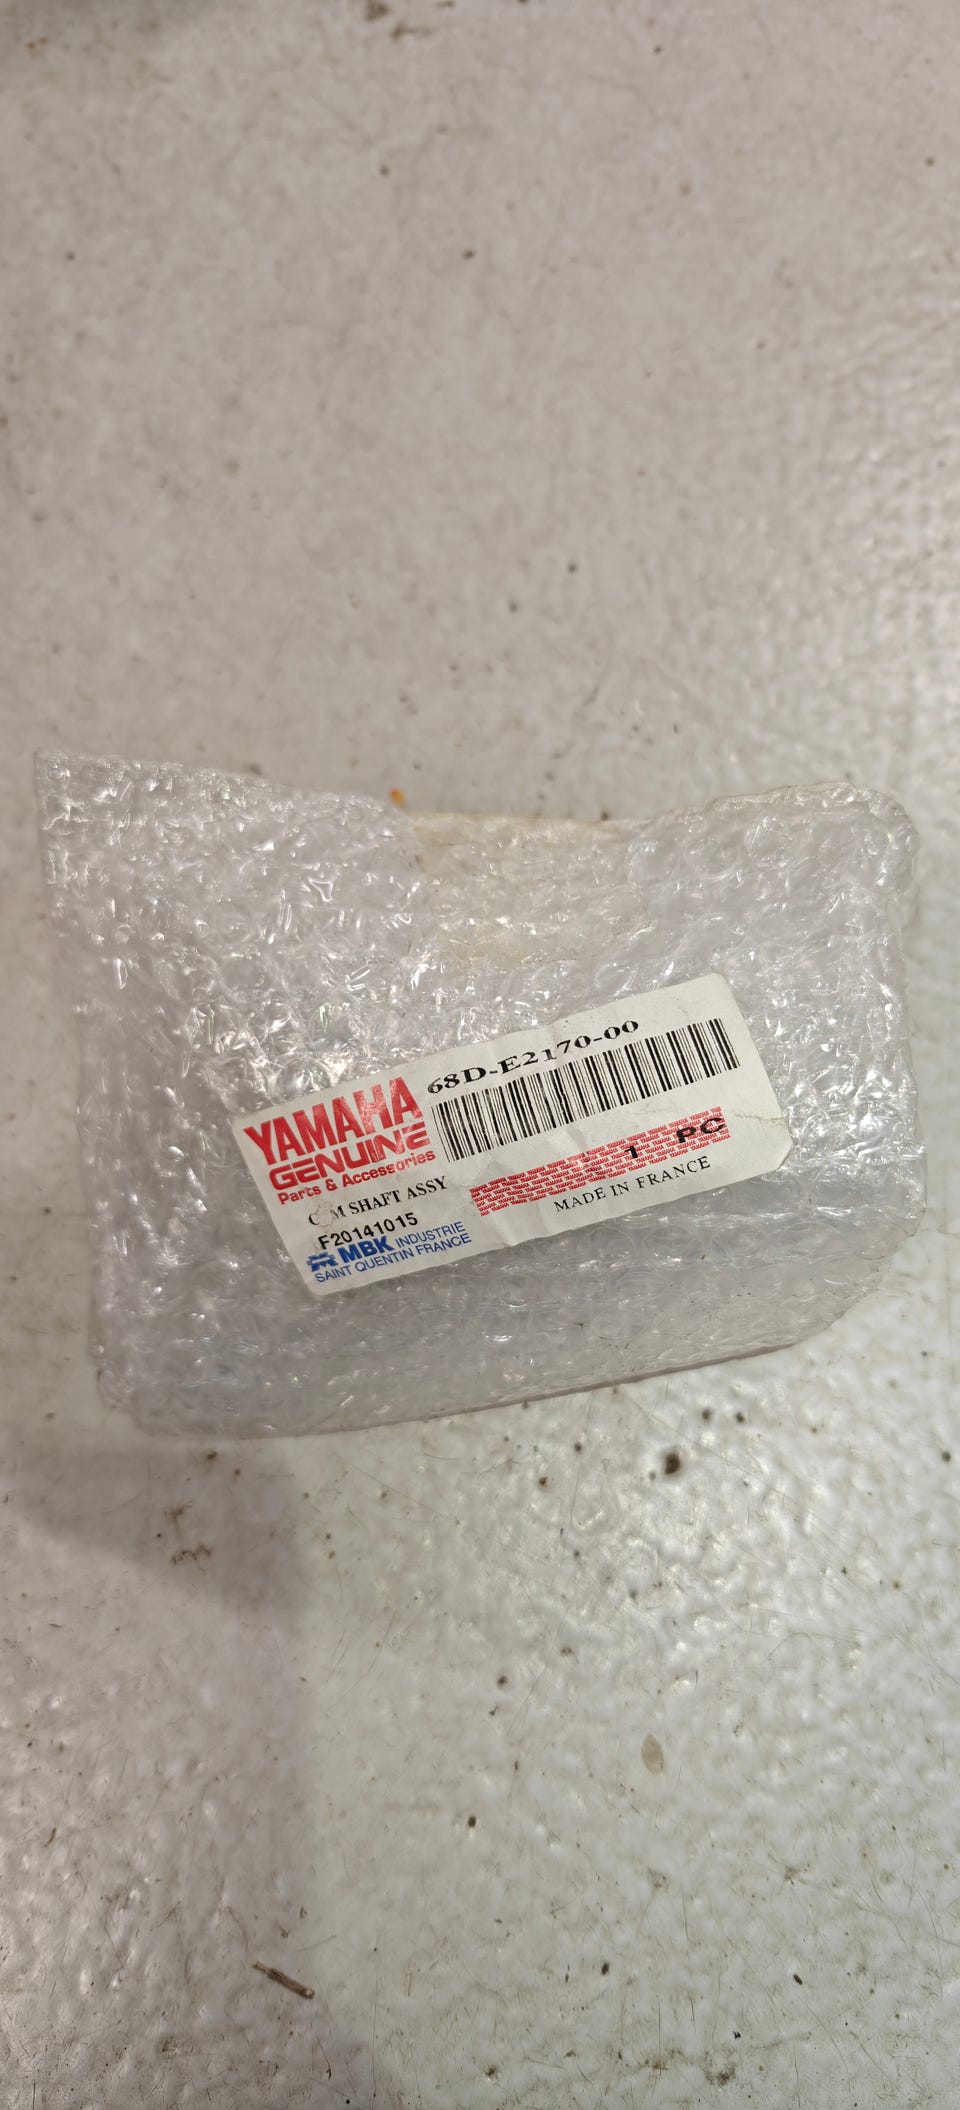 68D-E2170-00
YAMAHA
GENUINE
Parts & Accessories
1 PC
MADE IN FRANCE
CAM SHAFT ASSY
F20141015
MBK INDUSTRIE
SAINT QUENTIN FRANCE